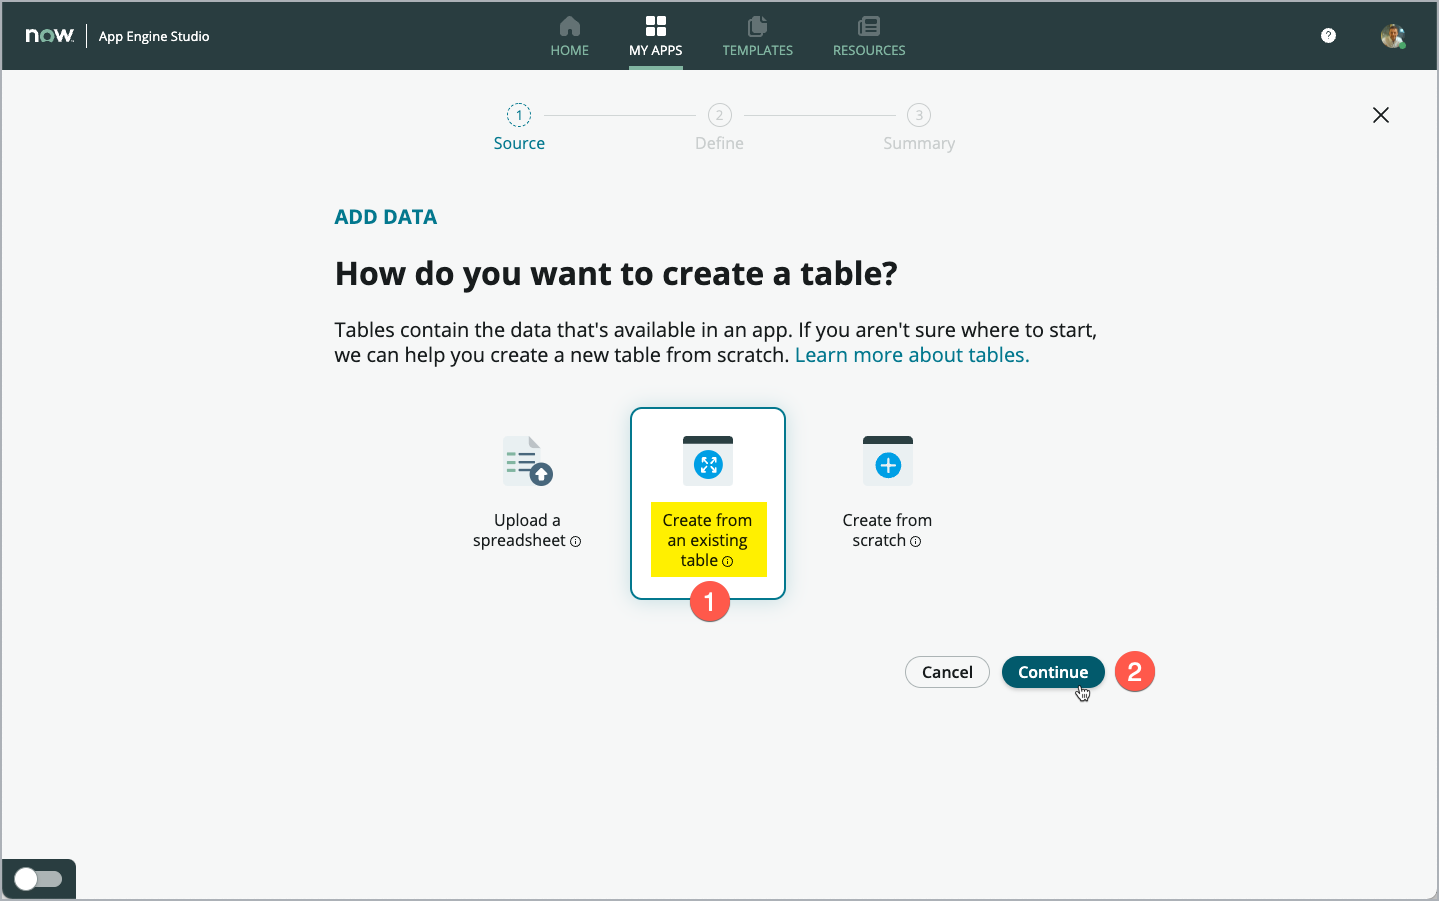 now
App Engine Studio
HOME
MY APPS
TEMPLATES
RESOURCES
?
1
2
3
Source
Define
Summary
ADD DATA
How do you want to create a table?
Tables contain the data that's available in an app. If you aren't sure where to start,
we can help you create a new table from scratch. Learn more about tables.
Upload a
spreadsheet
Create from
an existing
table
1
Create from
scratch
Cancel
Continue
2